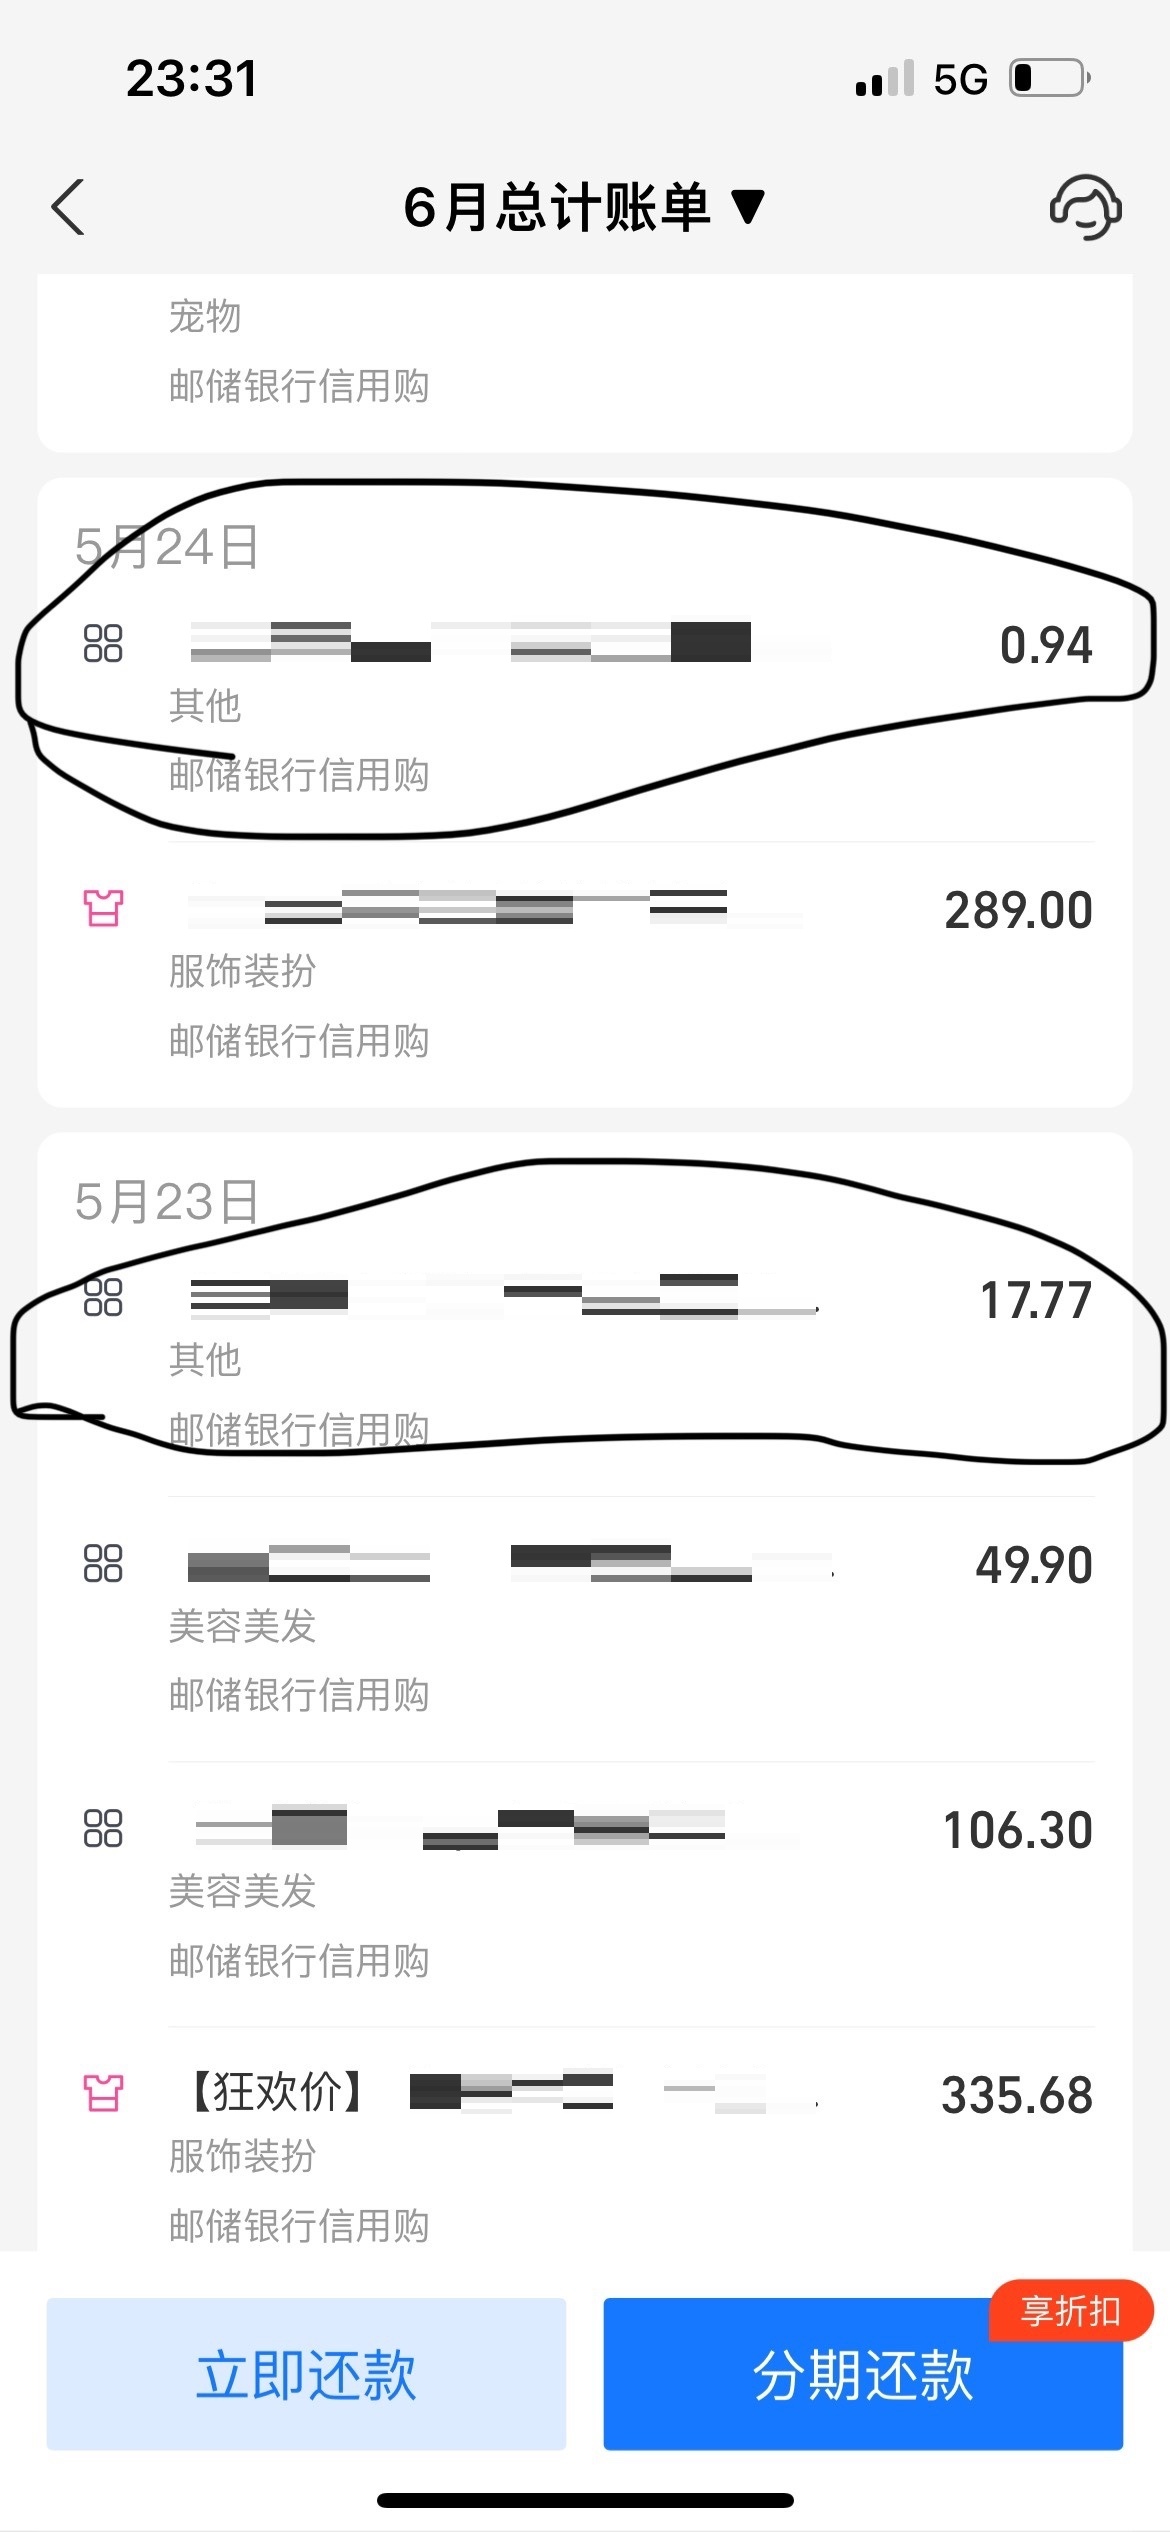 23:31
5G
6月总计账单 ▼
宠物
邮储银行信用购
5月24日
0.94
其他
邮储银行信用购
289.00
服饰装扮
邮储银行信用购
5月23日
17.77
其他
邮储银行信用购
49.90
美容美发
邮储银行信用购
106.30
美容美发
邮储银行信用购
【狂欢价】
335.68
服饰装扮
邮储银行信用购
享折扣
立即还款
分期还款